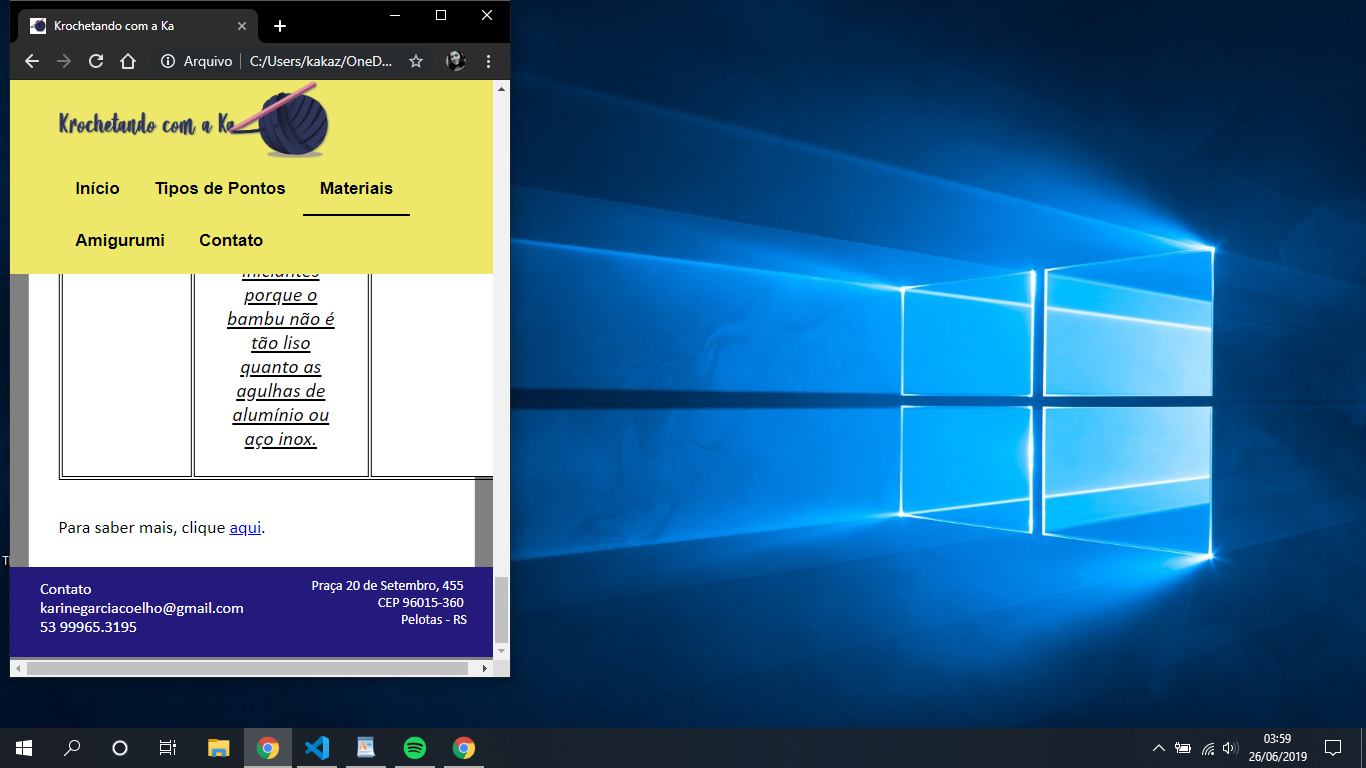 Krochetando com a Ka
Arquivo
C:/Users/kakaz/OneD...
Krochetando com a Ka
Início Tipos de Pontos Materiais
Amigurumi Contato
iniciantes
porque o
bambu não é
tão liso
quanto as
agulhas de
alumínio ou
aço inox.
Para saber mais, clique aqui.
Contato
karinegarciacoelho@gmail.com
53 99965.3195
Praça 20 de Setembro, 455
CEP 96015-360
Pelotas - RS
03:59
26/06/2019